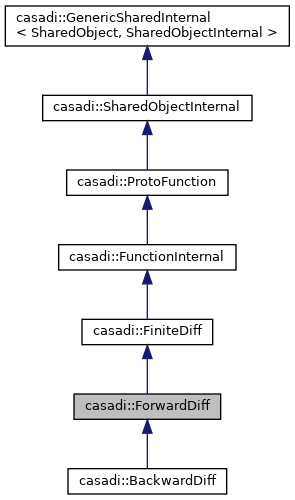 casadi::GenericSharedInternal
< SharedObject, SharedObjectInternal >
casadi::SharedObjectInternal
casadi::ProtoFunction
casadi::FunctionInternal
casadi::FiniteDiff
casadi::ForwardDiff
casadi::BackwardDiff